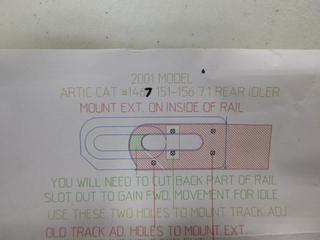 2001 MODEL
ARTIC CAT #1467 151-156 7.1 REAR IDLER
MOUNT EXT. ON INSIDE OF RAIL
YOU WILL NEED TO CUT BACK PART OF RAIL
SLOT OUT TO GAIN FWD. MOVEMENT FOR IDLE
USE THESE TWO HOLES TO MOUNT TRACK ADJ
OLD TRACK AD. HOLES TO MOUNT EXT.